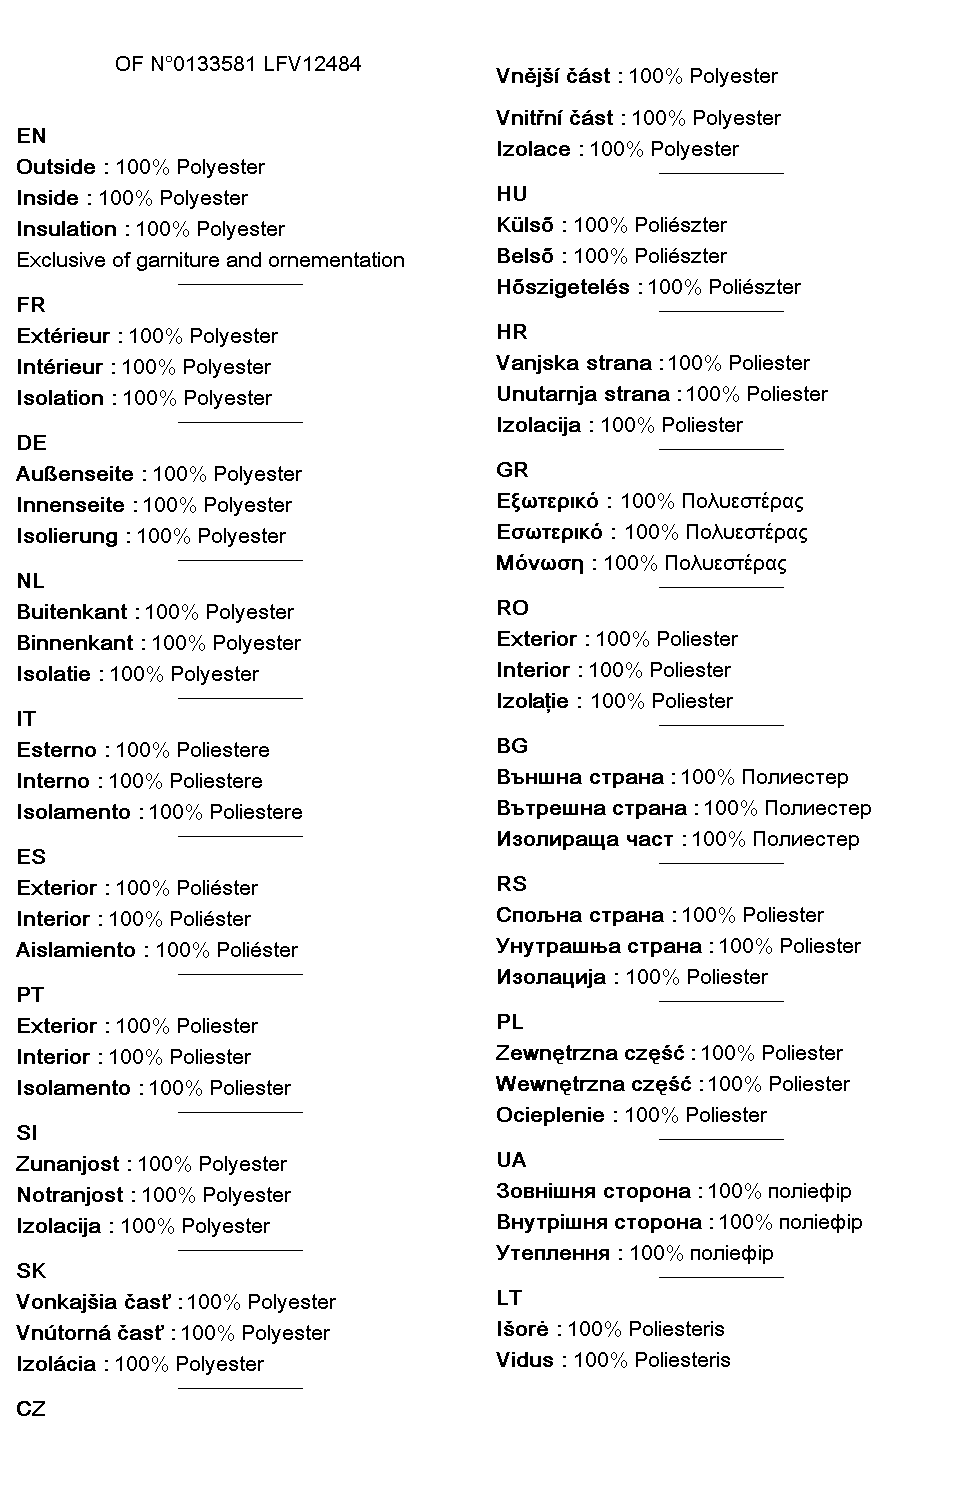 OF N°0133581 LFV12484
EN
Outside : 100% Polyester
Inside : 100% Polyester
Insulation : 100% Polyester
Exclusive of garniture and ornementation
FR
Extérieur : 100% Polyester
Intérieur : 100% Polyester
Isolation : 100% Polyester
DE
Außenseite : 100% Polyester
Innenseite : 100% Polyester
Isolierung : 100% Polyester
NL
Buitenkant : 100% Polyester
Binnenkant : 100% Polyester
Isolatie : 100% Polyester
IT
Esterno : 100% Poliestere
Interno : 100% Poliestere
Isolamento : 100% Poliestere
ES
Exterior : 100% Poliéster
Interior : 100% Poliéster
Aislamiento : 100% Poliéster
PT
Exterior : 100% Poliester
Interior : 100% Poliester
Isolamento : 100% Poliester
SI
Zunanjost : 100% Polyester
Notranjost : 100% Polyester
Izolacija : 100% Polyester
SK
Vonkajšia časť : 100% Polyester
Vnútorná časť : 100% Polyester
Izolácia : 100% Polyester
CZ
Vnější část : 100% Polyester
Vnitřní část : 100% Polyester
Izolace : 100% Polyester
HU
Külső : 100% Poliészter
Belső : 100% Poliészter
Hőszigetelés : 100% Poliészter
HR
Vanjska strana : 100% Poliester
Unutarnja strana : 100% Poliester
Izolacija : 100% Poliester
GR
Εξωτερικό : 100% Πολυεστέρας
Εσωτερικό : 100% Πολυεστέρας
Μόνωση : 100% Πολυεστέρας
RO
Exterior : 100% Poliester
Interior : 100% Poliester
Izolație : 100% Poliester
BG
Външна страна : 100% Полиестер
Вътрешна страна : 100% Полиестер
Изолираща част : 100% Полиестер
RS
Спољна страна : 100% Poliester
Унутрашња страна : 100% Poliester
Изолација : 100% Poliester
PL
Zewnętrzna część : 100% Poliester
Wewnętrzna część : 100% Poliester
Ocieplenie : 100% Poliester
UA
Зовнішня сторона : 100% поліефір
Внутрішня сторона : 100% поліефір
Утеплення : 100% поліефір
LT
Išorė : 100% Poliesteris
Vidus : 100% Poliesteris